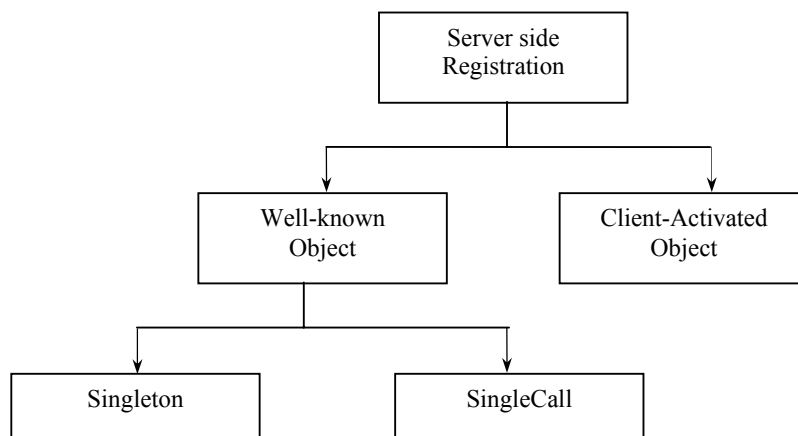 Server side
Registration
Well-known
Object
Client-Activated
Object
Singleton
SingleCall